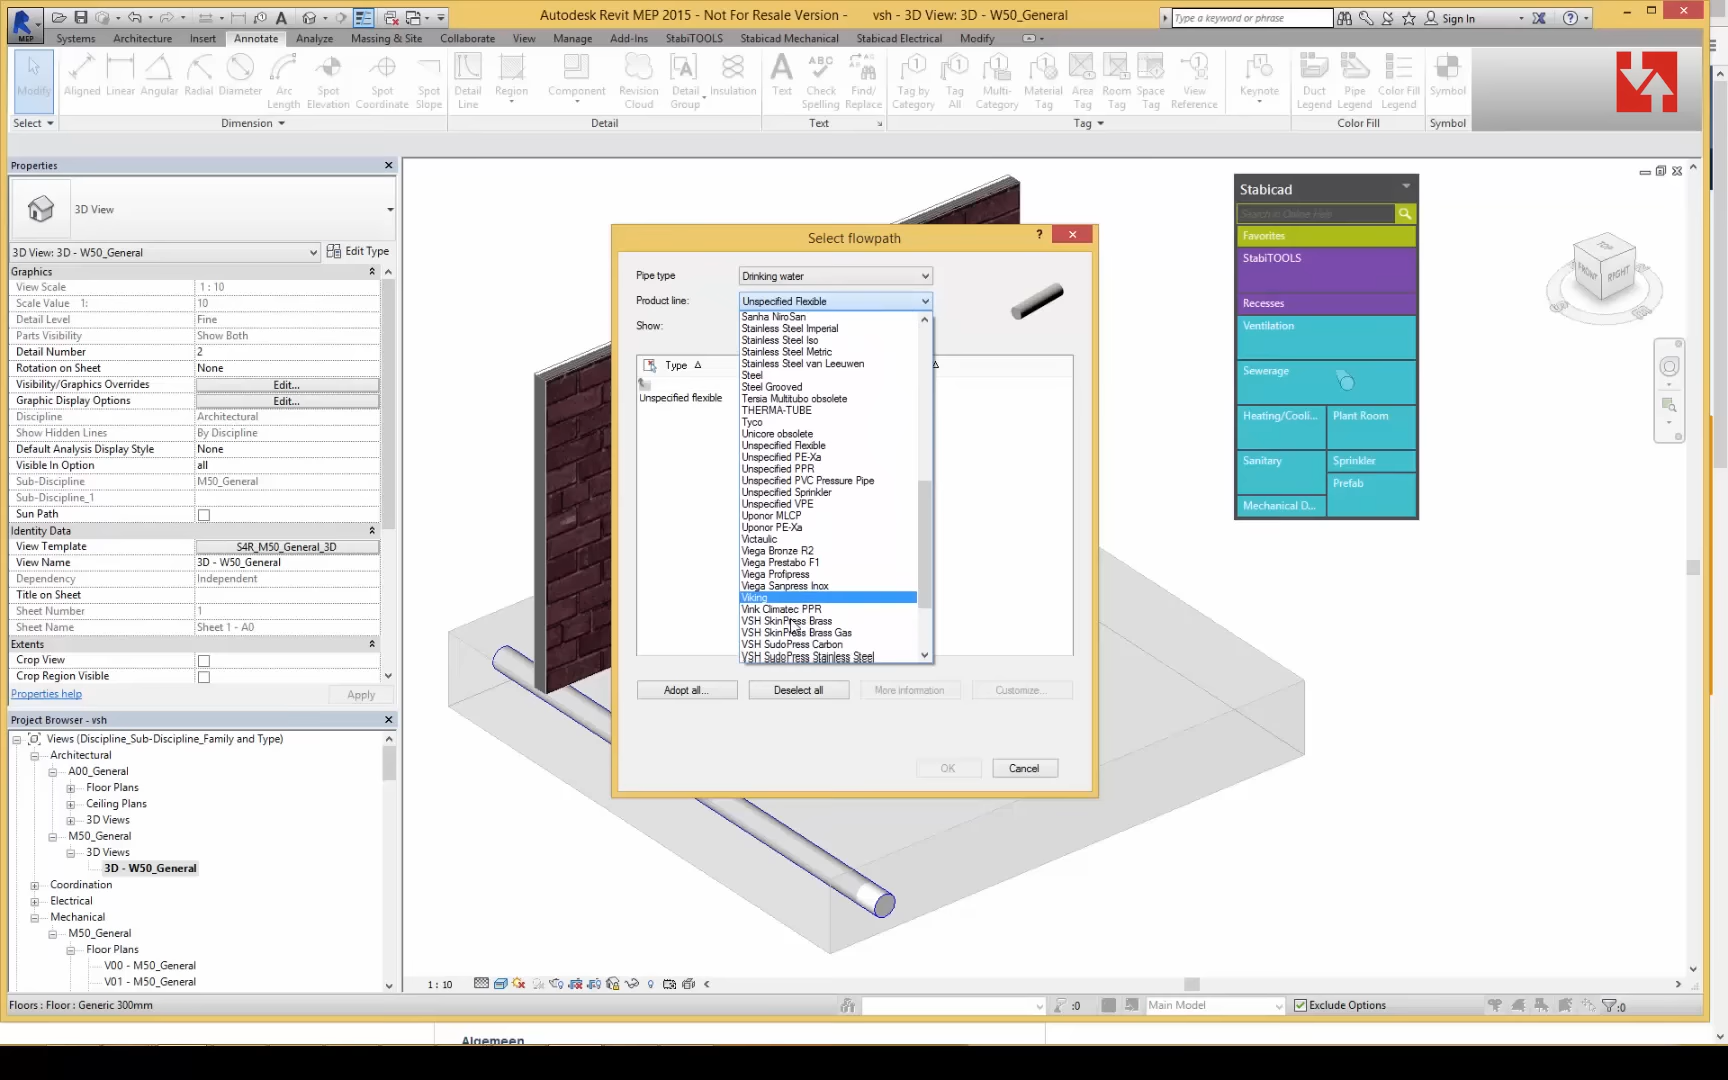 Autodesk Revit MEP 2015 - Not For Resale Version - vsh - 3D View: 3D - W50_General
Type a keyword or phrase
Sign In
MEP
Systems Architecture Insert Annotate Analyze Massing & Site Collaborate View Manage Add-Ins StabiTOOLS Stabicad Mechanical Stabicad Electrical Modify
Modify Aligned Linear Angular Radial Diameter Arc Length Spot Elevation Spot Coordinate Spot Slope Detail Line Region Component Revision Cloud Detail Group Insulation Text Check Spelling Find/ Replace Tag by Category Tag All Multi- Category Material Tag Area Tag Room Tag Space Tag View Reference Keynote Duct Legend Pipe Legend Color Fill Legend Symbol
Select Dimension Detail Text Tag Color Fill Symbol
Properties
3D View
3D View: 3D - W50_General Edit Type
Graphics
View Scale 1 : 10
Scale Value 1: 10
Detail Level Fine
Parts Visibility Show Both
Detail Number 2
Rotation on Sheet None
Visibility/Graphics Overrides Edit...
Graphic Display Options Edit...
Discipline Architectural
Show Hidden Lines By Discipline
Default Analysis Display Style None
Visible In Option all
Sub-Discipline M50_General
Sub-Discipline_1
Sun Path
Identity Data
View Template S4R_M50_General_3D
View Name 3D - W50_General
Dependency Independent
Title on Sheet
Sheet Number 1
Sheet Name Sheet 1 - A0
Extents
Crop View
Crop Region Visible
Properties help Apply
Project Browser - vsh
Views (Discipline_Sub-Discipline_Family and Type)
Architectural
A00_General
Floor Plans
Ceiling Plans
3D Views
M50_General
3D Views
3D - W50_General
Coordination
Electrical
Mechanical
M50_General
Floor Plans
V00 - M50_General
V01 - M50_General
Select flowpath
?
Pipe type Drinking water
Product line: Unspecified Flexible
Show:
Type
Unspecified flexible
Sanha NiroSan
Stainless Steel Imperial
Stainless Steel Iso
Stainless Steel Metric
Stainless Steel van Leeuwen
Steel
Steel Grooved
Tersia Multitubo obsolete
THERMA-TUBE
Tyco
Unicore obsolete
Unspecified Flexible
Unspecified PE-Xa
Unspecified PPR
Unspecified PVC Pressure Pipe
Unspecified Sprinkler
Unspecified VPE
Uponor MLCP
Uponor PE-Xa
Victaulic
Viega Bronze R2
Viega Prestabo F1
Viega Profipress
Viega Sanpress Inox
Viking
Vink Climatec PPR
VSH SkinPress Brass
VSH SkinPress Brass Gas
VSH SudoPress Carbon
VSH SudoPress Stainless Steel
Adopt all... Deselect all More information Customize...
OK Cancel
Stabicad
Search in Online Help
Favorites
StabiTOOLS
Recesses
Ventilation
Sewerage
Heating/Cooli... Plant Room
Sanitary Sprinkler
Prefab
Mechanical D...
TOP
FRONT RIGHT
1 : 10
Floors : Floor : Generic 300mm
:0 Main Model Exclude Options :0
Algemeen